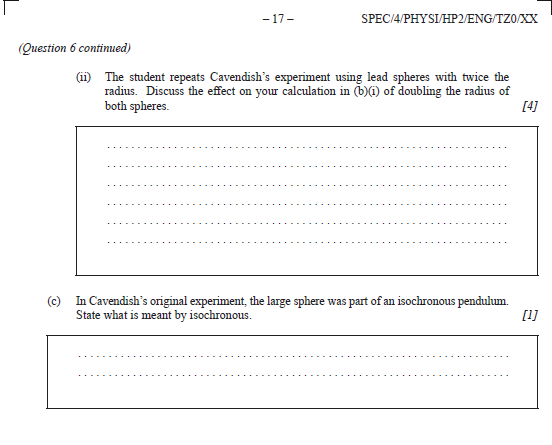 – 17 – SPEC/4/PHYSI/HP2/ENG/TZ0/XX
(Question 6 continued)
(ii) The student repeats Cavendish's experiment using lead spheres with twice the
radius. Discuss the effect on your calculation in (b)(i) of doubling the radius of
both spheres. [4]
(c) In Cavendish's original experiment, the large sphere was part of an isochronous pendulum.
State what is meant by isochronous. [1]